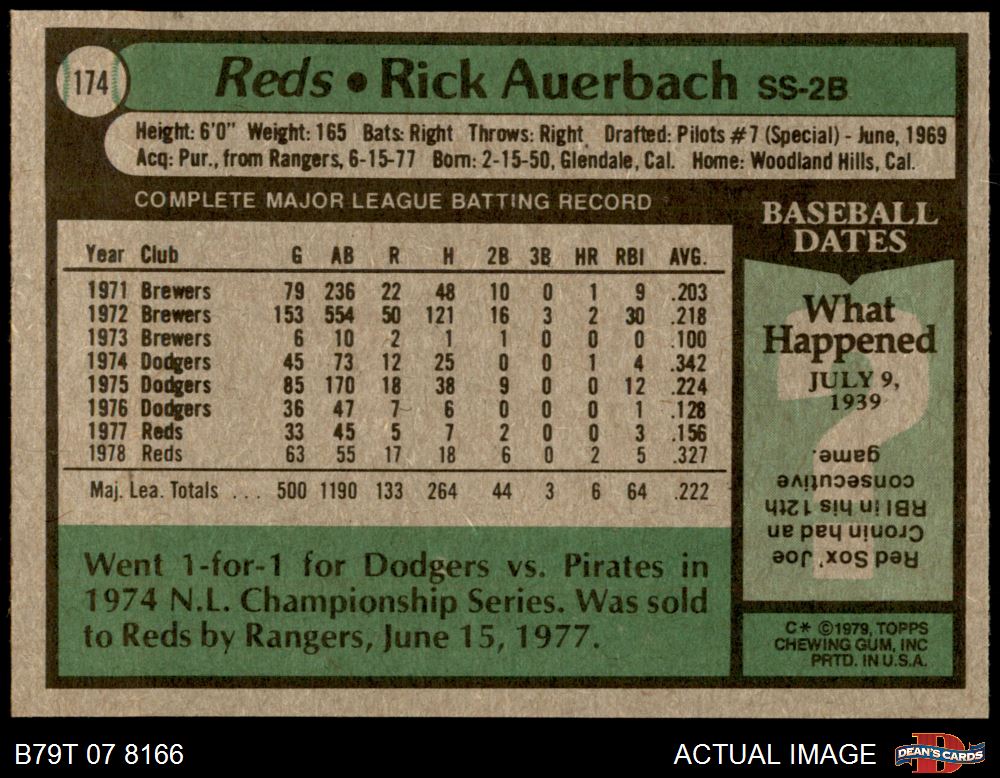 174
Reds • Rick Auerbach SS-2B
Height: 6'0" Weight: 165 Bats: Right Throws: Right Drafted: Pilots #7 (Special) - June, 1969
Acq: Pur., from Rangers, 6-15-77 Born: 2-15-50, Glendale, Cal. Home: Woodland Hills, Cal.
COMPLETE MAJOR LEAGUE BATTING RECORD
Year Club G AB R H 2B 3B HR RBI AVG.
1971 Brewers 79 236 22 48 10 0 1 9 .203
1972 Brewers 153 554 50 121 16 3 2 30 .218
1973 Brewers 6 10 2 1 1 0 0 0 .100
1974 Dodgers 45 73 12 25 0 0 1 4 .342
1975 Dodgers 85 170 18 38 9 0 0 12 .224
1976 Dodgers 36 47 7 6 0 0 0 1 .128
1977 Reds 33 45 5 7 2 0 0 3 .156
1978 Reds 63 55 17 18 6 0 2 5 .327
Maj. Lea. Totals ... 500 1190 133 264 44 3 6 64 .222
Went 1-for-1 for Dodgers vs. Pirates in
1974 N.L. Championship Series. Was sold
to Reds by Rangers, June 15, 1977.
BASEBALL
DATES
What
Happened
JULY 9,
1939
?
Red Sox' Joe
Cronin had an
RBI in his 12th
consecutive
game.
C* ©1979, TOPPS
CHEWING GUM, INC
PRTD. IN U.S.A.
B79T 07 8166
ACTUAL IMAGE
DEAN'S CARDS